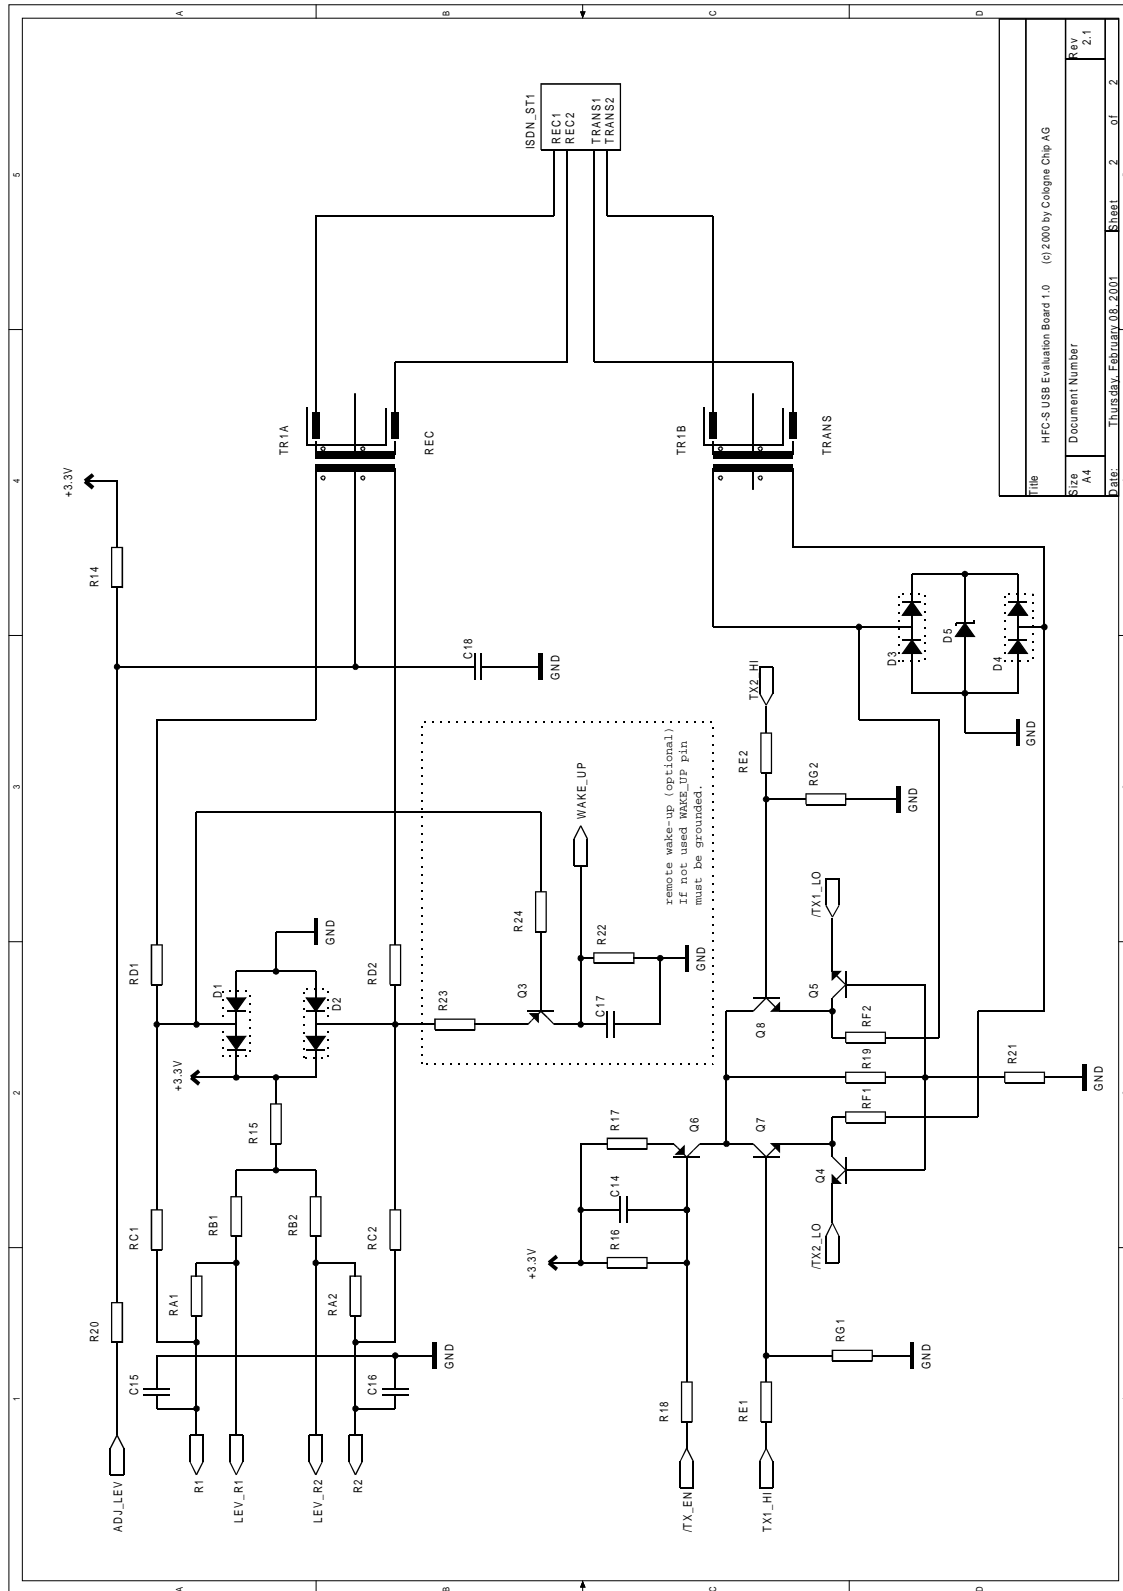 ADJ_LEV
R20
R14
+3.3V
R1
LEV_R1
LEV_R2
R2
C15
C16
GND
RA1
RA2
RC1
RB1
RB2
RC2
R15
+3.3V
D1
D2
GND
RD1
RD2
R23
R24
Q3
C17
R22
GND
WAKE_UP
remote wake-up (optional)
If not used WAKE_UP pin
must be grounded.
C18
GND
TR1A
REC
TR1B
TRANS
ISDN_ST1
REC1
REC2
TRANS1
TRANS2
/TX_EN
R18
+3.3V
R16
C14
R17
Q6
TX1_HI
RE1
RG1
GND
Q7
Q4
/TX2_LO
RF1
R19
RF2
R21
GND
Q8
Q5
/TX1_LO
RE2
TX2_HI
RG2
GND
D3
D5
D4
GND
Title
HFC-S USB Evaluation Board 1.0 (c) 2000 by Cologne Chip AG
Size
A4
Document Number
Rev
2.1
Date:
Thursday, February 08, 2001
Sheet
2
of
2
1
2
3
4
5
A
B
C
D
A
B
C
D